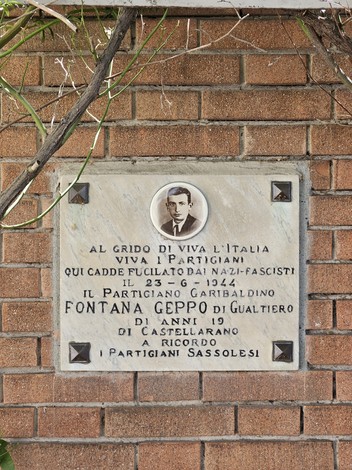 AL GRIDO DI VIVA L'ITALIA
VIVA I PARTIGIANI
QUI CADDE FUCILATO DAI NAZI-FASCISTI
IL 23-6-1944
IL PARTIGIANO GARIBALDINO
FONTANA GEPPO DI GUALTIERO
DI ANNI 19
DI CASTELLARANO
A RICORDO
I PARTIGIANI SASSOLESI